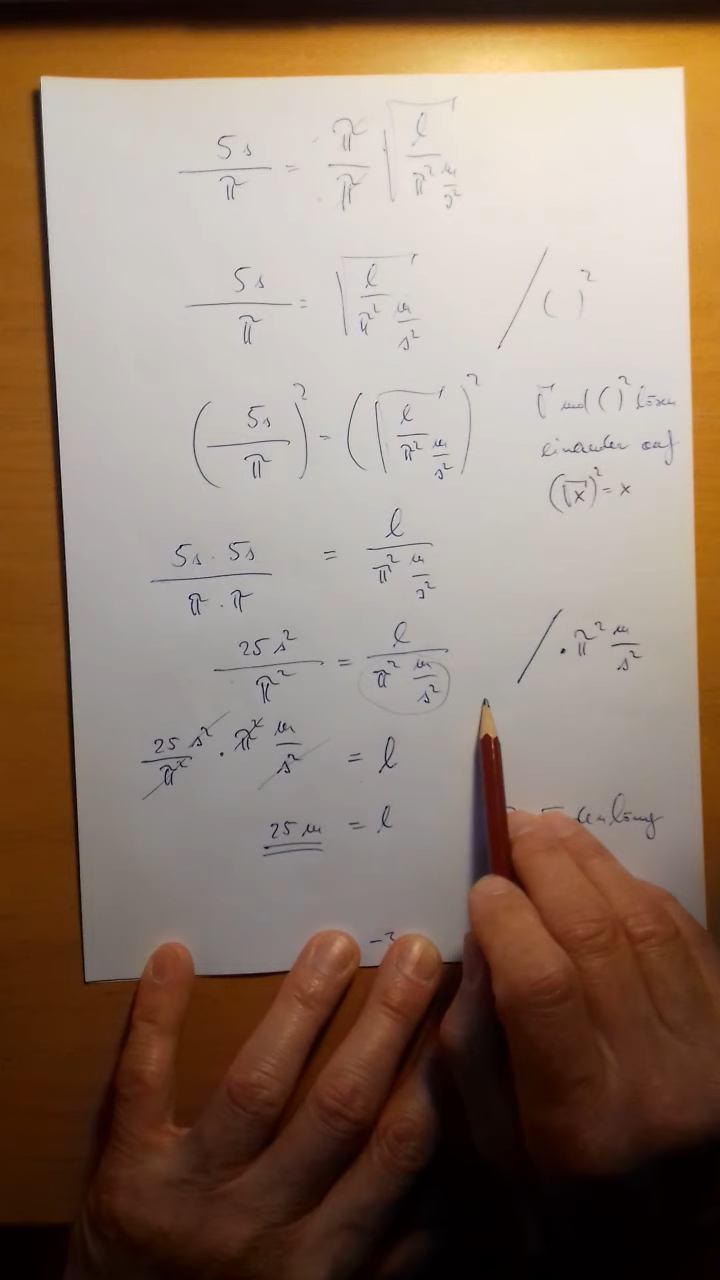 5s/π = π/π √(l/(π² m/s²))
5s/π = √(l/(π² m/s²)) / ( )²
(5s/π)² = (√(l/(π² m/s²)))² √ und ( )² lösen
einander auf
(√x)² = x
5s · 5s / π · π = l/(π² m/s²)
25 s²/π² = l/(π² m/s²) / · π² m/s²
25 s²/π² · π² m/s² = l
25 m = l